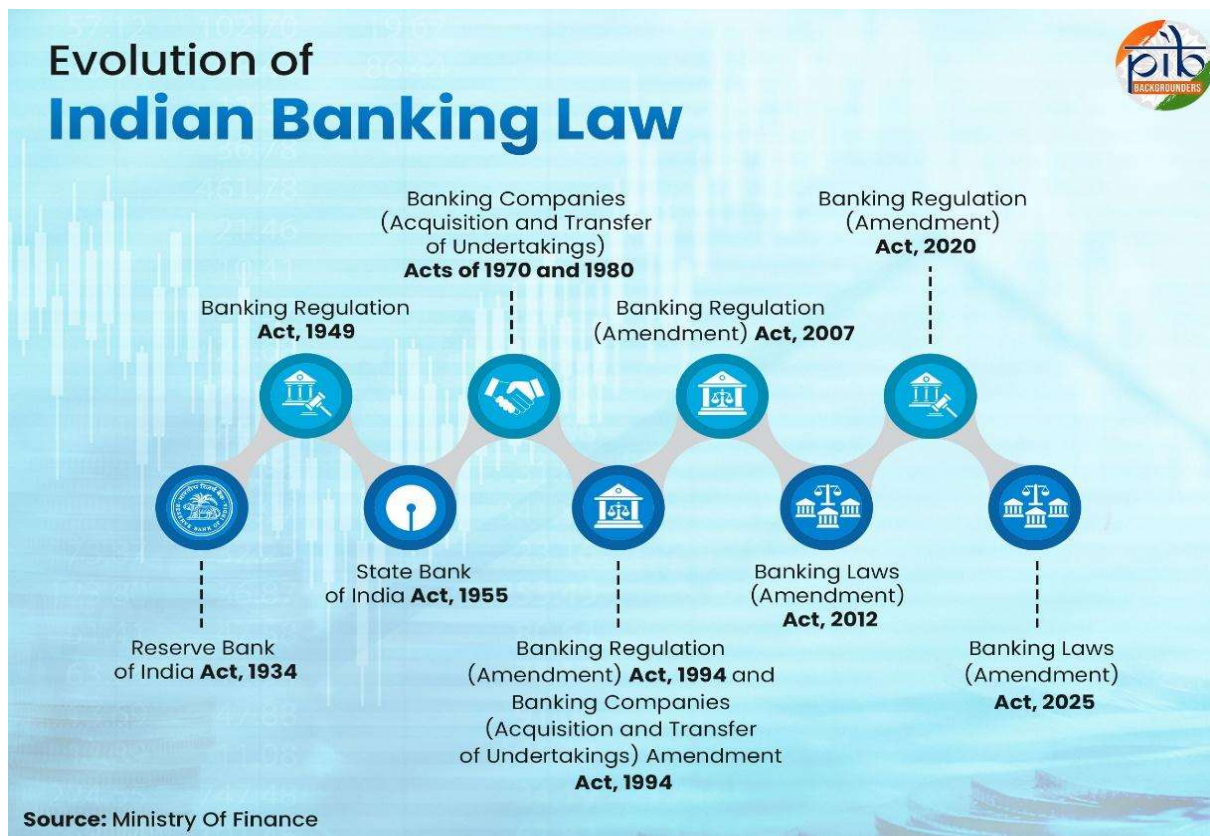 Evolution of
Indian Banking Law
pib
BACKGROUNDERS
Banking Companies
(Acquisition and Transfer
of Undertakings)
Acts of 1970 and 1980
Banking Regulation
(Amendment)
Act, 2020
Banking Regulation
Act, 1949
Banking Regulation
(Amendment) Act, 2007
State Bank
of India Act, 1955
Banking Laws
(Amendment)
Act, 2012
Reserve Bank
of India Act, 1934
Banking Regulation
(Amendment) Act, 1994 and
Banking Companies
(Acquisition and Transfer
of Undertakings) Amendment
Act, 1994
Banking Laws
(Amendment)
Act, 2025
Source: Ministry Of Finance